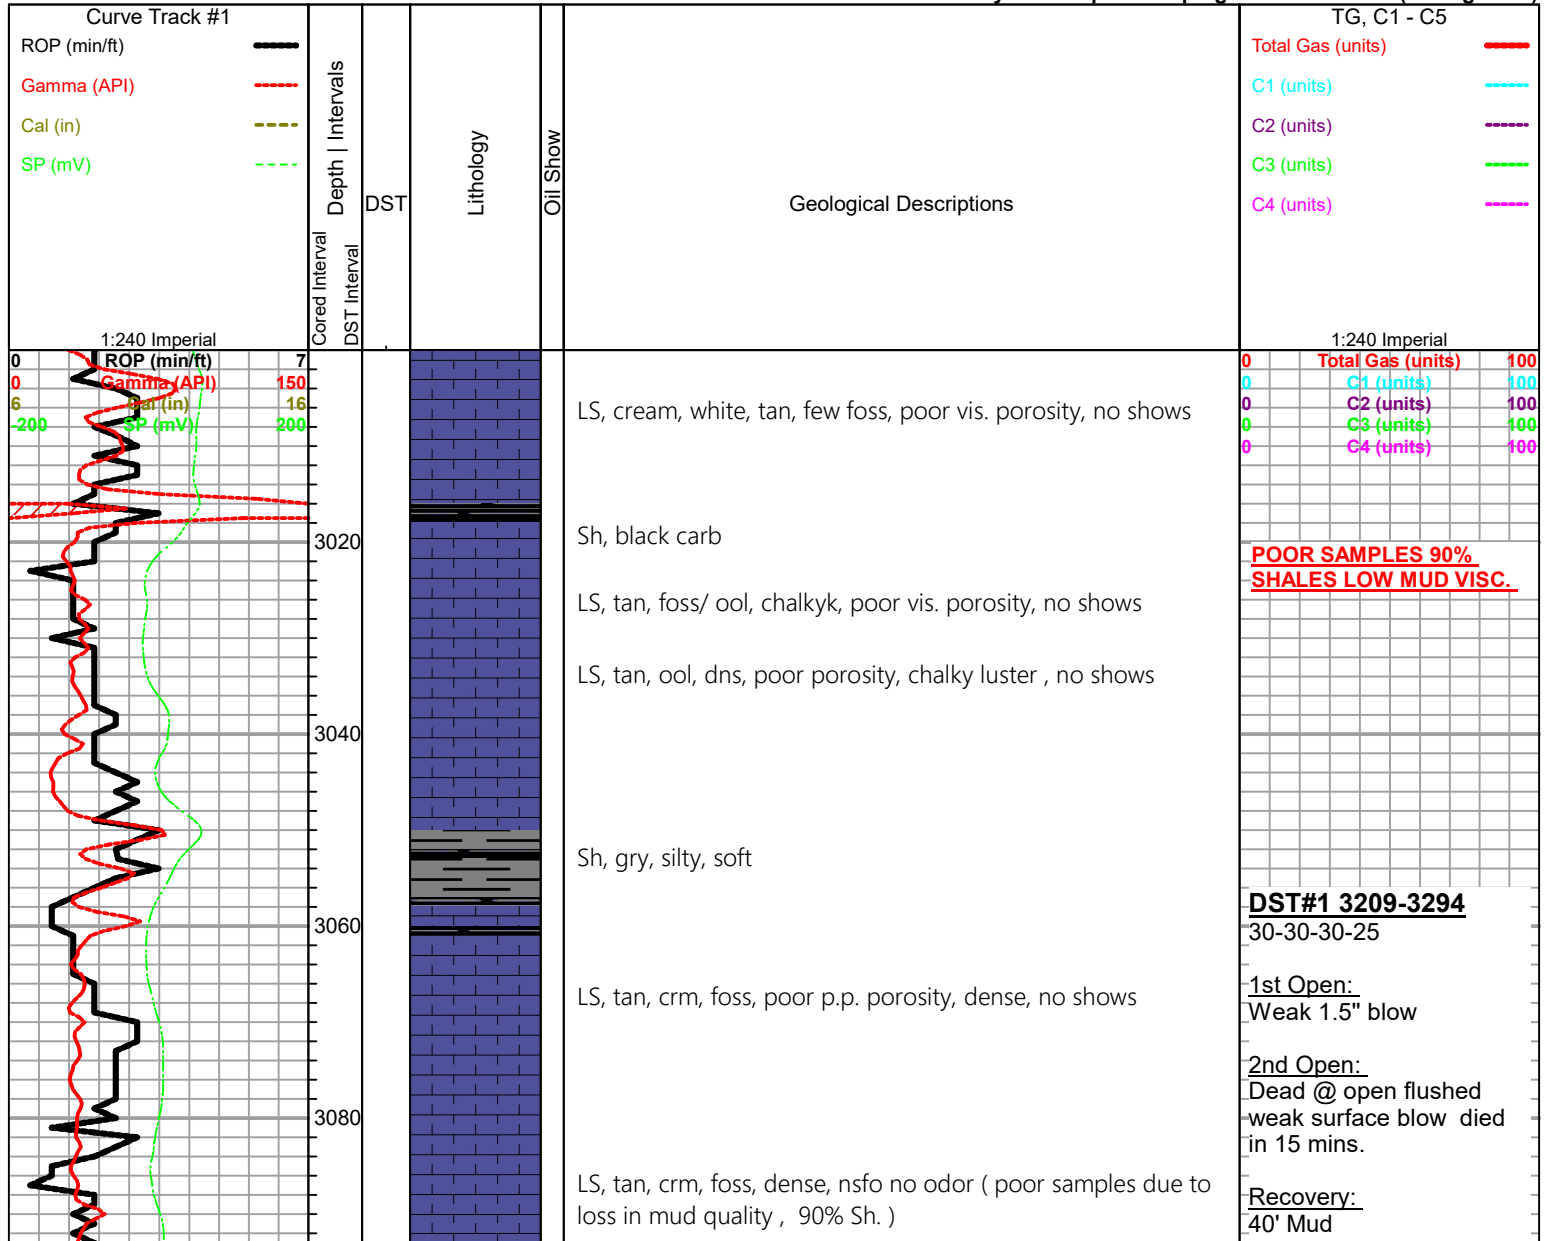 Curve Track #1
ROP (min/ft)
Gamma (API)
Cal (in)
SP (mV)
1:240 Imperial
Cored Interval
Depth | Intervals
DST Interval
DST
Lithology
Oil Show
Geological Descriptions
TG, C1 - C5
Total Gas (units)
C1 (units)
C2 (units)
C3 (units)
C4 (units)
1:240 Imperial
0 ROP (min/ft) 7
0 Gamma (API) 150
6 Cal (in) 16
-200 SP (mV) 200
0 Total Gas (units) 100
0 C1 (units) 100
0 C2 (units) 100
0 C3 (units) 100
0 C4 (units) 100
LS, cream, white, tan, few foss, poor vis. porosity, no shows
3020
Sh, black carb
POOR SAMPLES 90%
SHALES LOW MUD VISC.
LS, tan, foss/ ool, chalkyk, poor vis. porosity, no shows
LS, tan, ool, dns, poor porosity, chalky luster , no shows
3040
Sh, gry, silty, soft
3060
DST#1 3209-3294
30-30-30-25
1st Open:
Weak 1.5" blow
LS, tan, crm, foss, poor p.p. porosity, dense, no shows
2nd Open:
Dead @ open flushed
weak surface blow died
in 15 mins.
3080
LS, tan, crm, foss, dense, nsfo no odor ( poor samples due to
loss in mud quality , 90% Sh. )
Recovery:
40' Mud